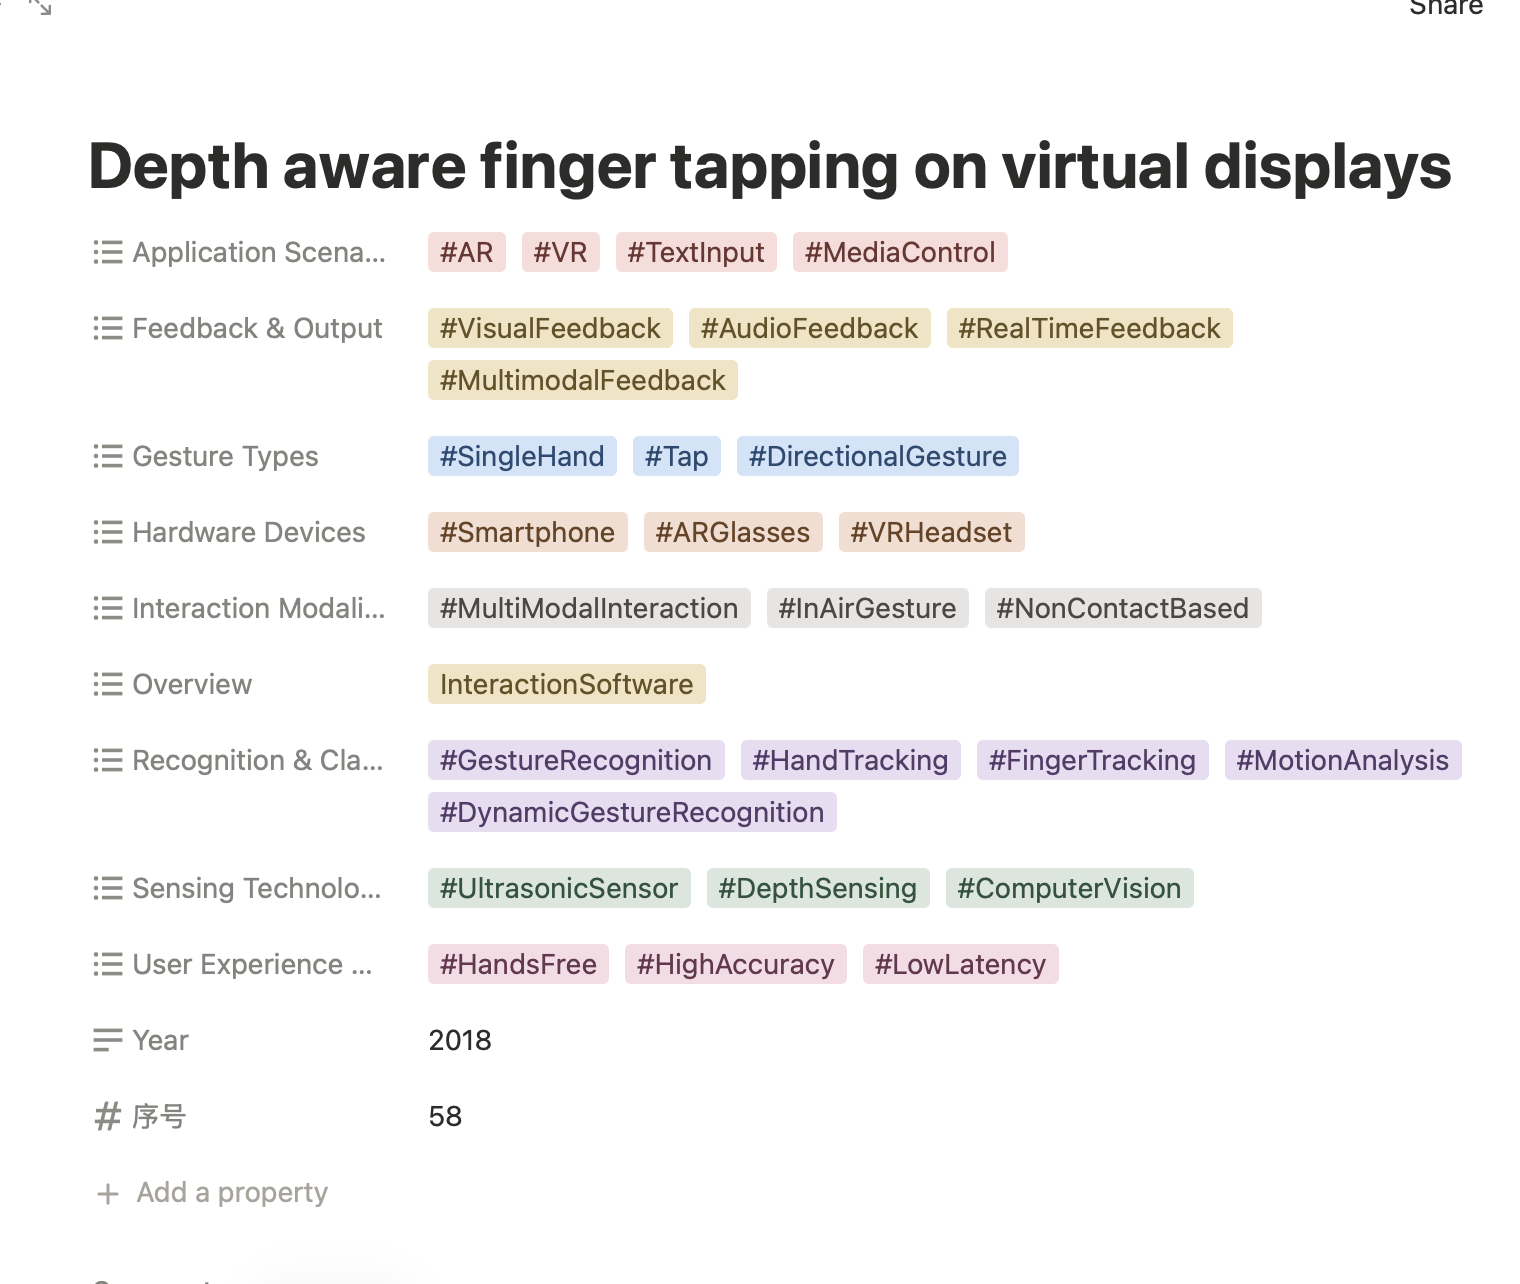 Share
Depth aware finger tapping on virtual displays
Application Scena... #AR #VR #TextInput #MediaControl
Feedback & Output #VisualFeedback #AudioFeedback #RealTimeFeedback
#MultimodalFeedback
Gesture Types #SingleHand #Tap #DirectionalGesture
Hardware Devices #Smartphone #ARGlasses #VRHeadset
Interaction Modali... #MultiModalInteraction #InAirGesture #NonContactBased
Overview InteractionSoftware
Recognition & Cla... #GestureRecognition #HandTracking #FingerTracking #MotionAnalysis
#DynamicGestureRecognition
Sensing Technolo... #UltrasonicSensor #DepthSensing #ComputerVision
User Experience ... #HandsFree #HighAccuracy #LowLatency
Year 2018
# 序号 58
+ Add a property